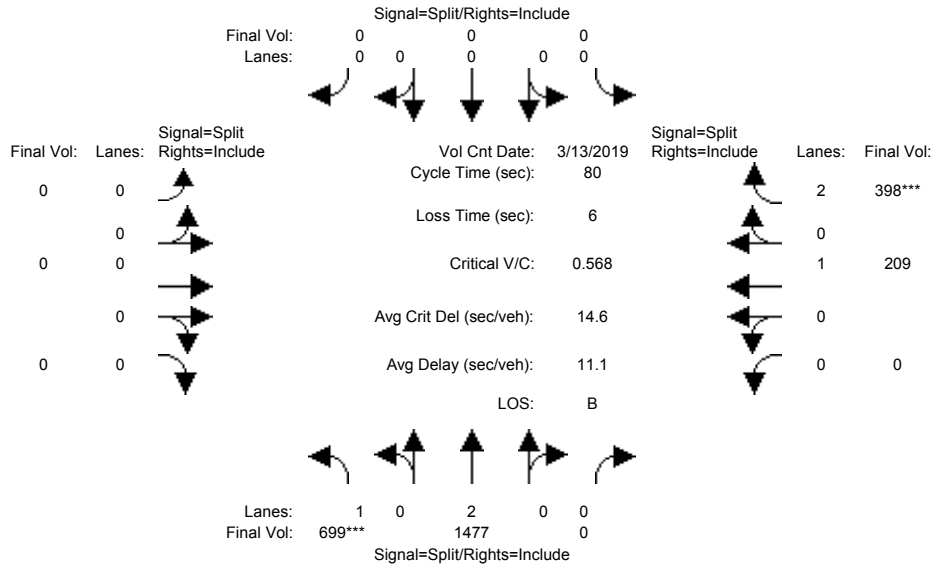 Signal=Split/Rights=Include
Final Vol: 0 0 0
Lanes: 0 0 0 0 0
Signal=Split
Final Vol: Lanes: Rights=Include
Vol Cnt Date: 3/13/2019
Signal=Split
Rights=Include Lanes: Final Vol:
Cycle Time (sec): 80
0 0
2 398***
Loss Time (sec): 6
0
0
0 0
Critical V/C: 0.568
1 209
0
Avg Crit Del (sec/veh): 14.6
0
0 0
Avg Delay (sec/veh): 11.1
0 0
LOS: B
Lanes: 1 0 2 0 0
Final Vol: 699*** 1477 0
Signal=Split/Rights=Include